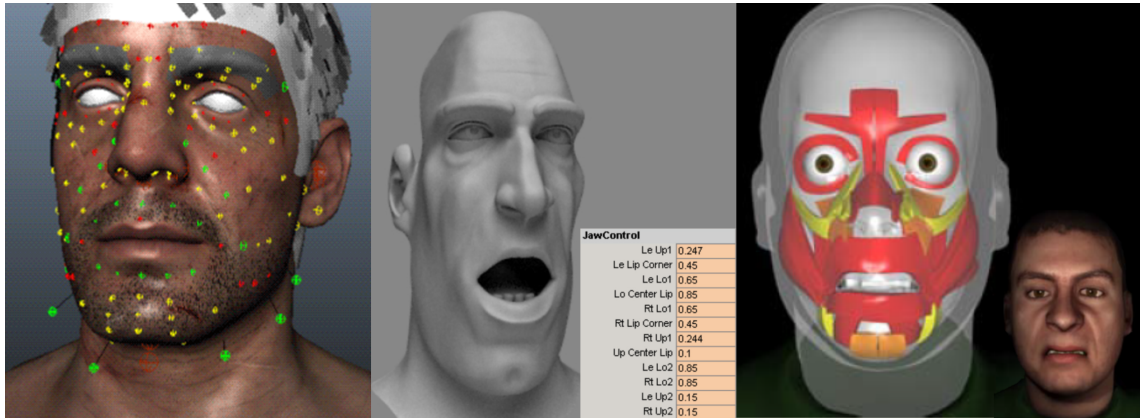 JawControl
Le Up1 0.247
Le Lip Corner 0.45
Le Lo1 0.65
Lo Center Lip 0.85
Rt Lo1 0.65
Rt Lip Corner 0.45
Rt Up1 0.244
Up Center Lip 0.1
Le Lo2 0.85
Rt Lo2 0.85
Le Up2 0.15
Rt Up2 0.15